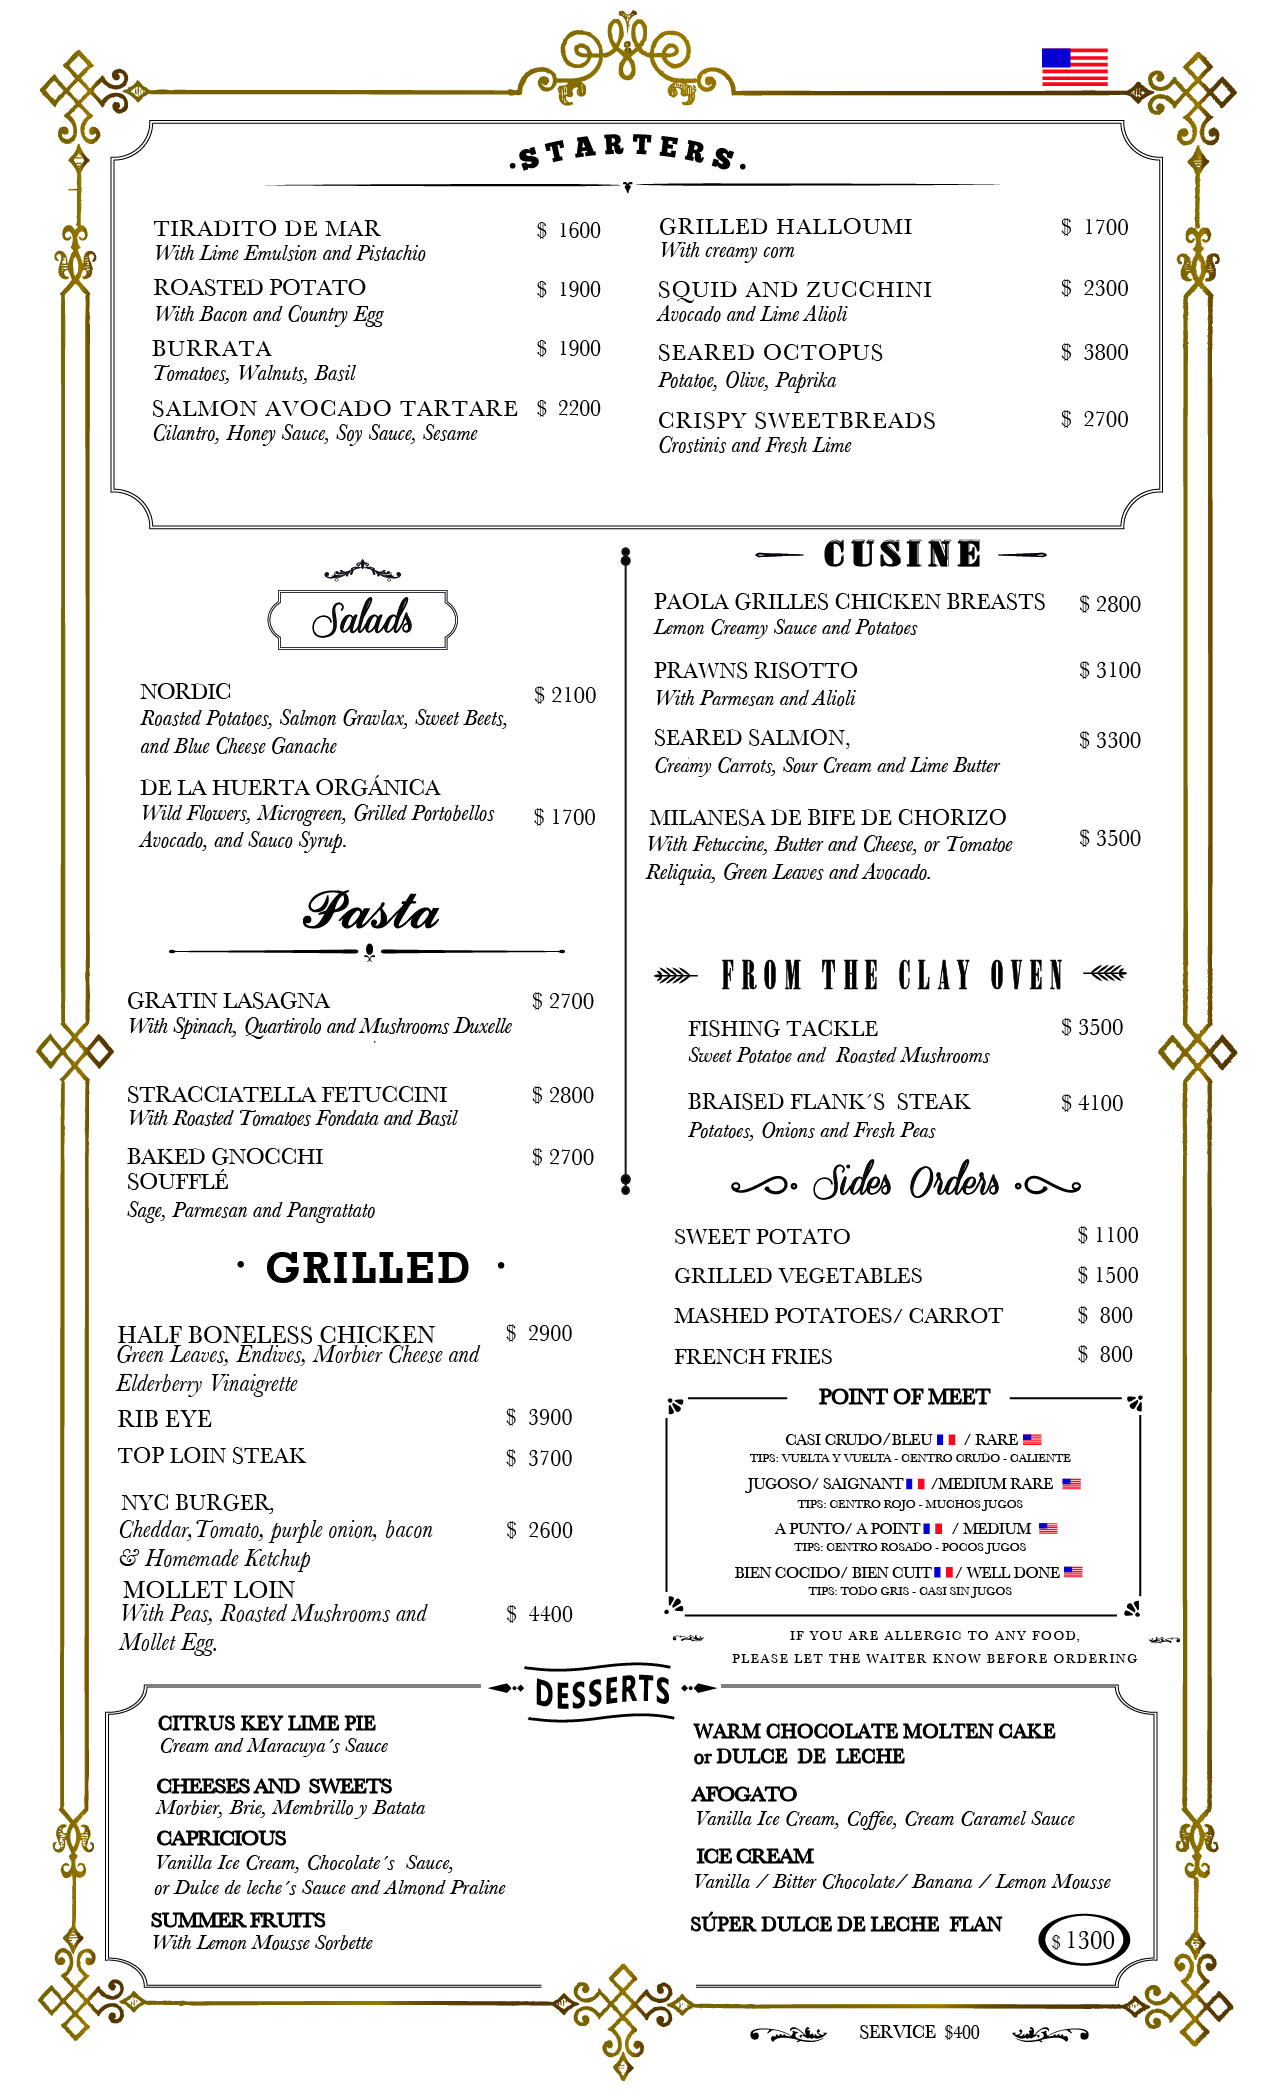 .STARTERS.
TIRADITO DE MAR $ 1600
With Lime Emulsion and Pistachio
ROASTED POTATO $ 1900
With Bacon and Country Egg
BURRATA $ 1900
Tomatoes, Walnuts, Basil
SALMON AVOCADO TARTARE $ 2200
Cilantro, Honey Sauce, Soy Sauce, Sesame
GRILLED HALLOUMI $ 1700
With creamy corn
SQUID AND ZUCCHINI $ 2300
Avocado and Lime Alioli
SEARED OCTOPUS $ 3800
Potatoe, Olive, Paprika
CRISPY SWEETBREADS $ 2700
Crostinis and Fresh Lime
Salads
NORDIC $ 2100
Roasted Potatoes, Salmon Gravlax, Sweet Beets,
and Blue Cheese Ganache
DE LA HUERTA ORGÁNICA
Wild Flowers, Microgreen, Grilled Portobellos $ 1700
Avocado, and Sauco Syrup.
Pasta
GRATIN LASAGNA $ 2700
With Spinach, Quartirolo and Mushrooms Duxelle
STRACCIATELLA FETUCCINI $ 2800
With Roasted Tomatoes Fondata and Basil
BAKED GNOCCHI $ 2700
SOUFFLÉ
Sage, Parmesan and Pangrattato
· GRILLED ·
HALF BONELESS CHICKEN $ 2900
Green Leaves, Endives, Morbier Cheese and
Elderberry Vinaigrette
RIB EYE $ 3900
TOP LOIN STEAK $ 3700
NYC BURGER,
Cheddar,Tomato, purple onion, bacon $ 2600
& Homemade Ketchup
MOLLET LOIN
With Peas, Roasted Mushrooms and $ 4400
Mollet Egg.
CUSINE
PAOLA GRILLES CHICKEN BREASTS $ 2800
Lemon Creamy Sauce and Potatoes
PRAWNS RISOTTO $ 3100
With Parmesan and Alioli
SEARED SALMON, $ 3300
Creamy Carrots, Sour Cream and Lime Butter
MILANESA DE BIFE DE CHORIZO
With Fetuccine, Butter and Cheese, or Tomatoe $ 3500
Reliquia, Green Leaves and Avocado.
FROM THE CLAY OVEN
FISHING TACKLE $ 3500
Sweet Potatoe and Roasted Mushrooms
BRAISED FLANK´S STEAK $ 4100
Potatoes, Onions and Fresh Peas
Sides Orders
SWEET POTATO $ 1100
GRILLED VEGETABLES $ 1500
MASHED POTATOES/ CARROT $ 800
FRENCH FRIES $ 800
POINT OF MEET
CASI CRUDO/BLEU / RARE
TIPS: VUELTA Y VUELTA - CENTRO CRUDO - CALIENTE
JUGOSO/ SAIGNANT /MEDIUM RARE
TIPS: CENTRO ROJO - MUCHOS JUGOS
A PUNTO/ A POINT / MEDIUM
TIPS: CENTRO ROSADO - POCOS JUGOS
BIEN COCIDO/ BIEN CUIT / WELL DONE
TIPS: TODO GRIS - CASI SIN JUGOS
IF YOU ARE ALLERGIC TO ANY FOOD,
PLEASE LET THE WAITER KNOW BEFORE ORDERING
DESSERTS
CITRUS KEY LIME PIE
Cream and Maracuya´s Sauce
CHEESES AND SWEETS
Morbier, Brie, Membrillo y Batata
CAPRICIOUS
Vanilla Ice Cream, Chocolate´s Sauce,
or Dulce de leche´s Sauce and Almond Praline
SUMMER FRUITS
With Lemon Mousse Sorbette
WARM CHOCOLATE MOLTEN CAKE
or DULCE DE LECHE
AFOGATO
Vanilla Ice Cream, Coffee, Cream Caramel Sauce
ICE CREAM
Vanilla / Bitter Chocolate/ Banana / Lemon Mousse
SÚPER DULCE DE LECHE FLAN
$ 1300
SERVICE $400